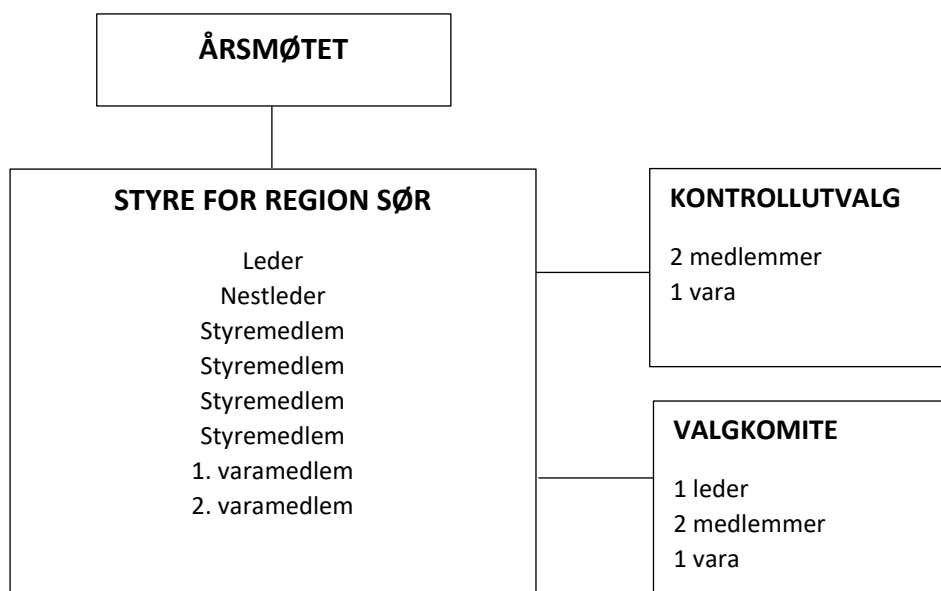 ÅRSMØTET
STYRE FOR REGION SØR
Leder
Nestleder
Styremedlem
Styremedlem
Styremedlem
Styremedlem
1. varamedlem
2. varamedlem
KONTROLLUTVALG
2 medlemmer
1 vara
VALGKOMITE
1 leder
2 medlemmer
1 vara